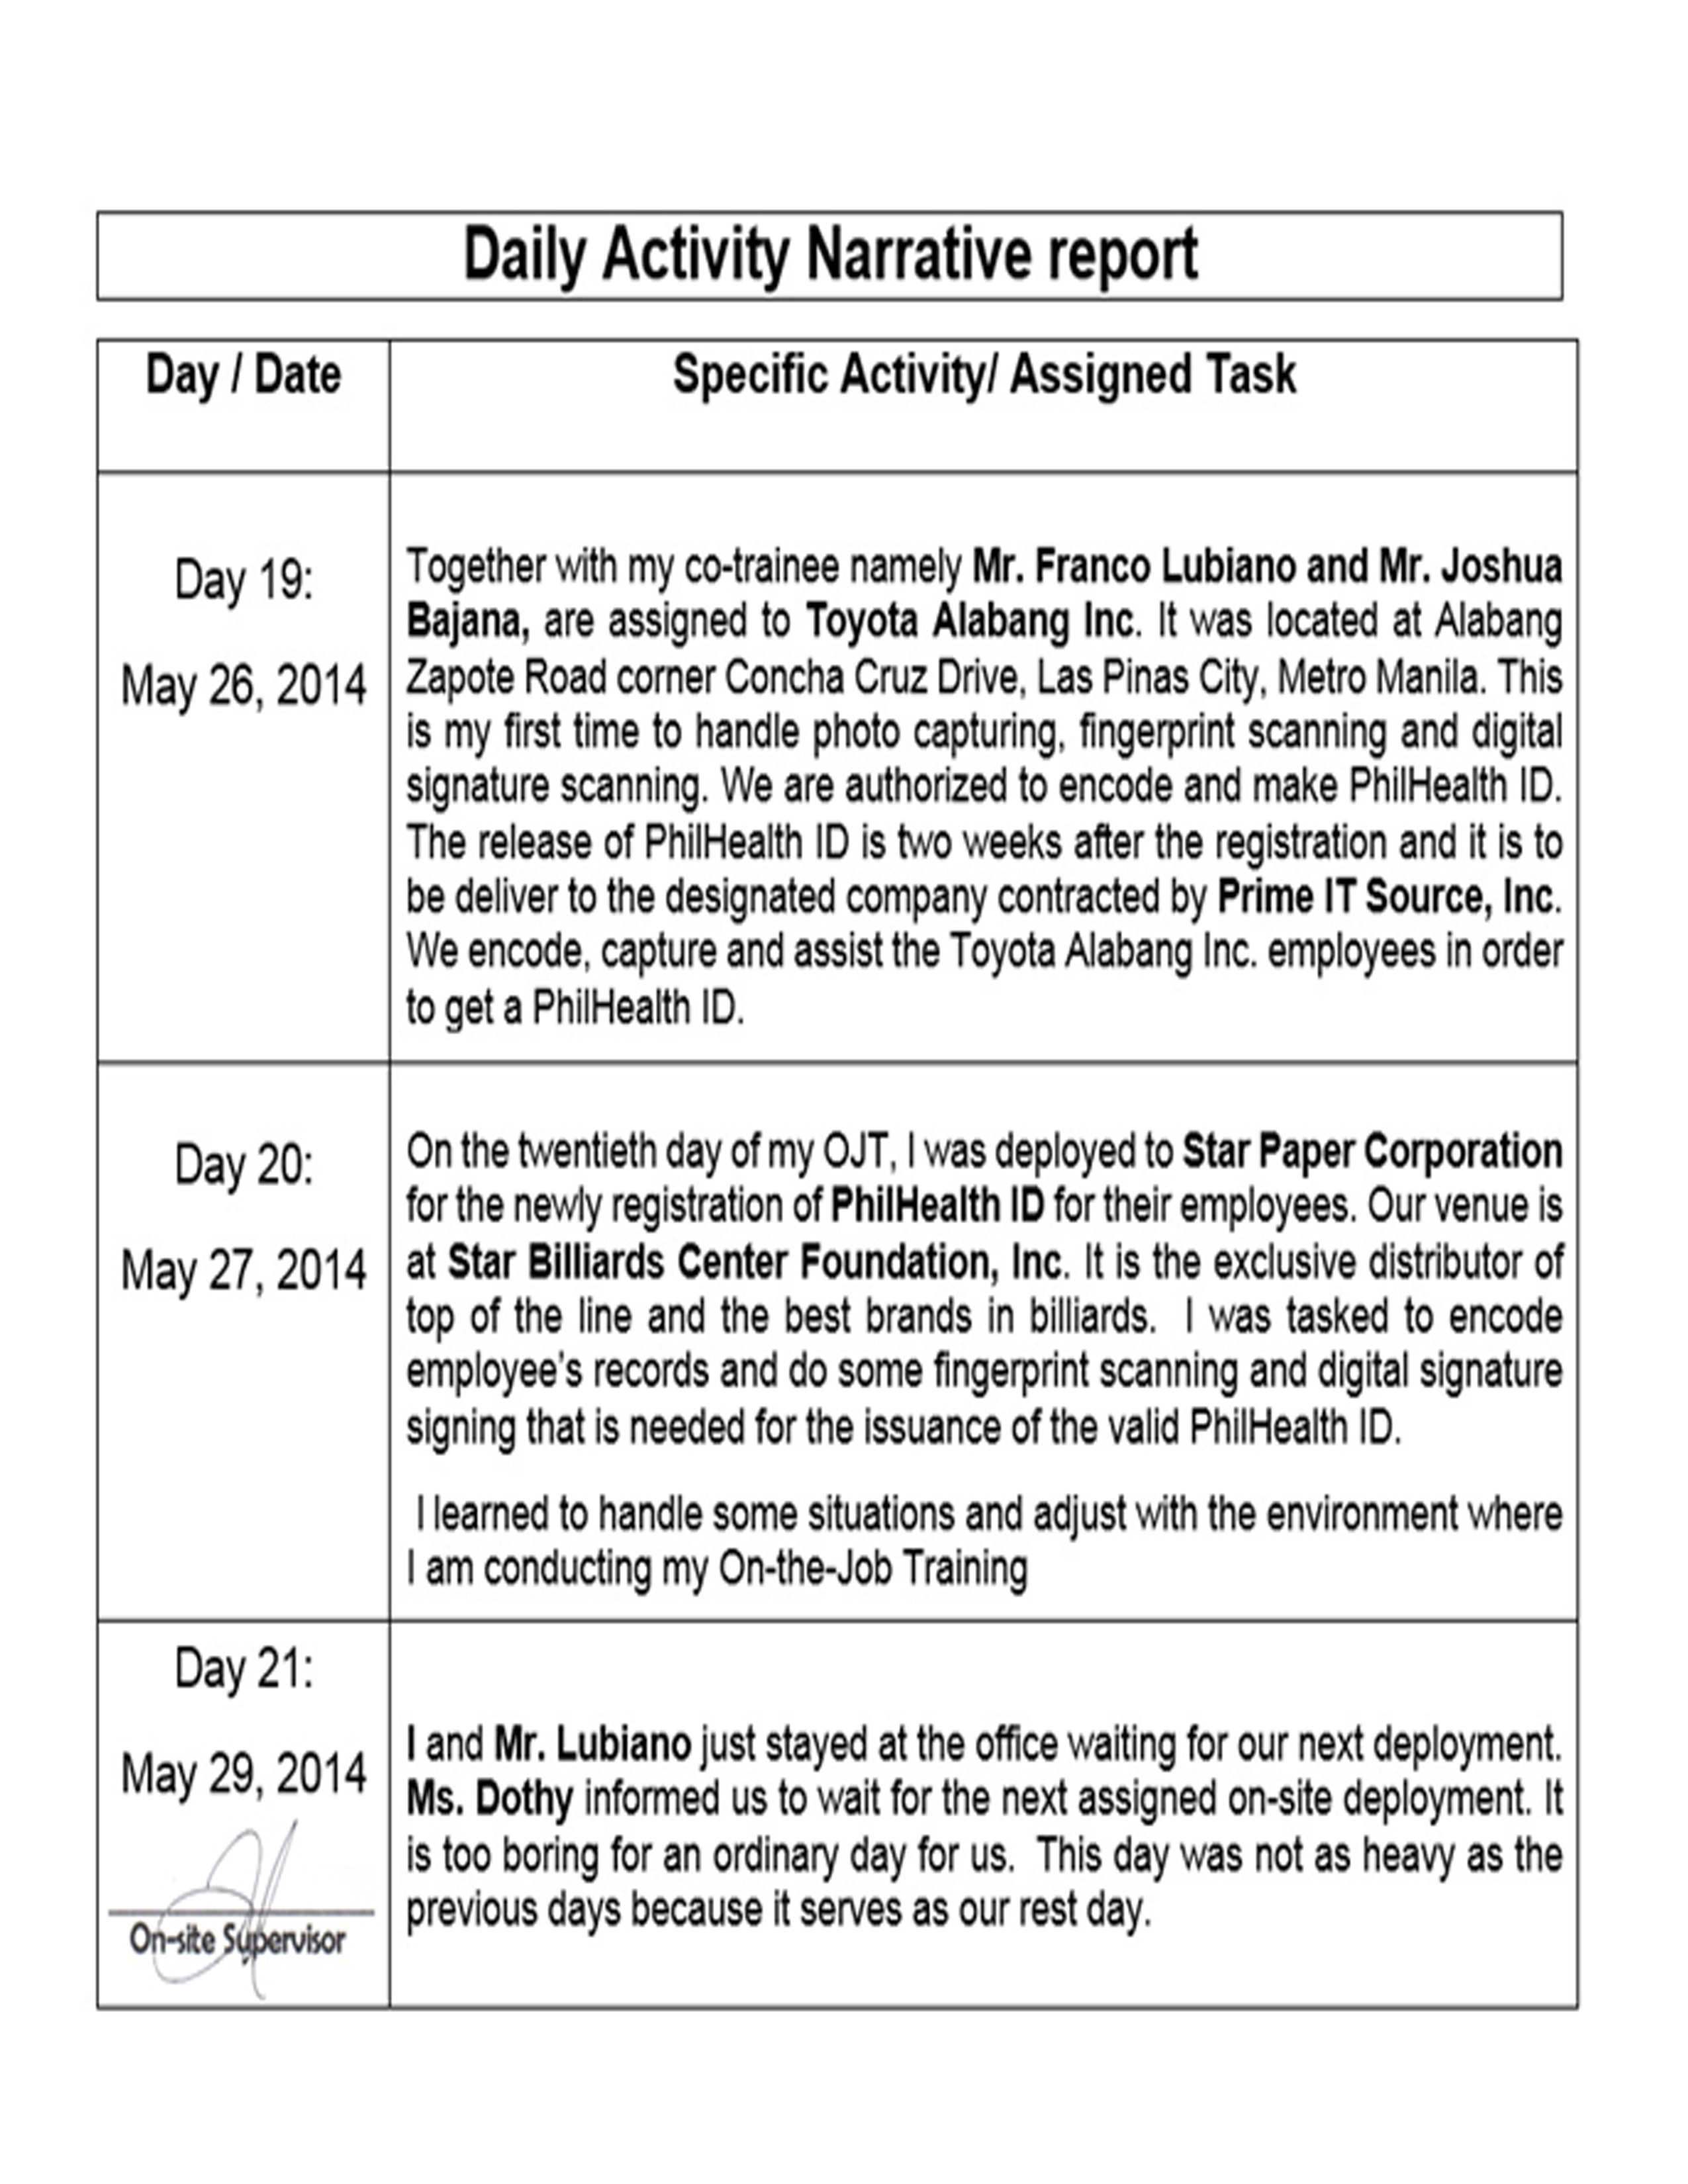 Daily Activity Narrative report
Day / Date
Specific Activity/ Assigned Task
Day 19:
May 26, 2014
Together with my co-trainee namely Mr. Franco Lubiano and Mr. Joshua
Bajana, are assigned to Toyota Alabang Inc. It was located at Alabang
Zapote Road corner Concha Cruz Drive, Las Pinas City, Metro Manila. This
is my first time to handle photo capturing, fingerprint scanning and digital
signature scanning. We are authorized to encode and make PhilHealth ID.
The release of PhilHealth ID is two weeks after the registration and it is to
be deliver to the designated company contracted by Prime IT Source, Inc.
We encode, capture and assist the Toyota Alabang Inc. employees in order
to get a PhilHealth ID.
Day 20:
May 27, 2014
On the twentieth day of my OJT, I was deployed to Star Paper Corporation
for the newly registration of PhilHealth ID for their employees. Our venue is
at Star Billiards Center Foundation, Inc. It is the exclusive distributor of
top of the line and the best brands in billiards. I was tasked to encode
employee's records and do some fingerprint scanning and digital signature
signing that is needed for the issuance of the valid PhilHealth ID.
I learned to handle some situations and adjust with the environment where
I am conducting my On-the-Job Training
Day 21:
May 29, 2014
On-site Supervisor
I and Mr. Lubiano just stayed at the office waiting for our next deployment.
Ms. Dothy informed us to wait for the next assigned on-site deployment. It
is too boring for an ordinary day for us. This day was not as heavy as the
previous days because it serves as our rest day.